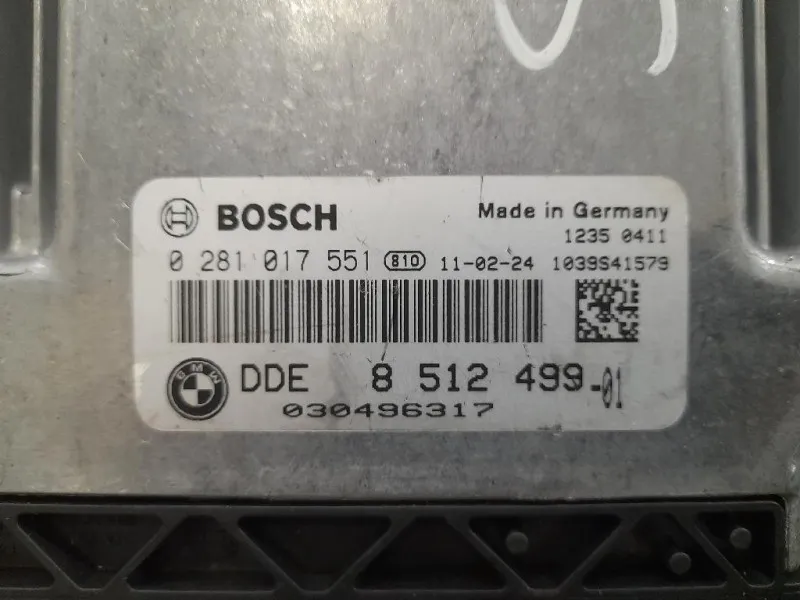 BOSCH Made in Germany
1235 0411
0 281 017 551 810 11-02-24 1039S41579
BMW DDE 8 512 499-01
030496317